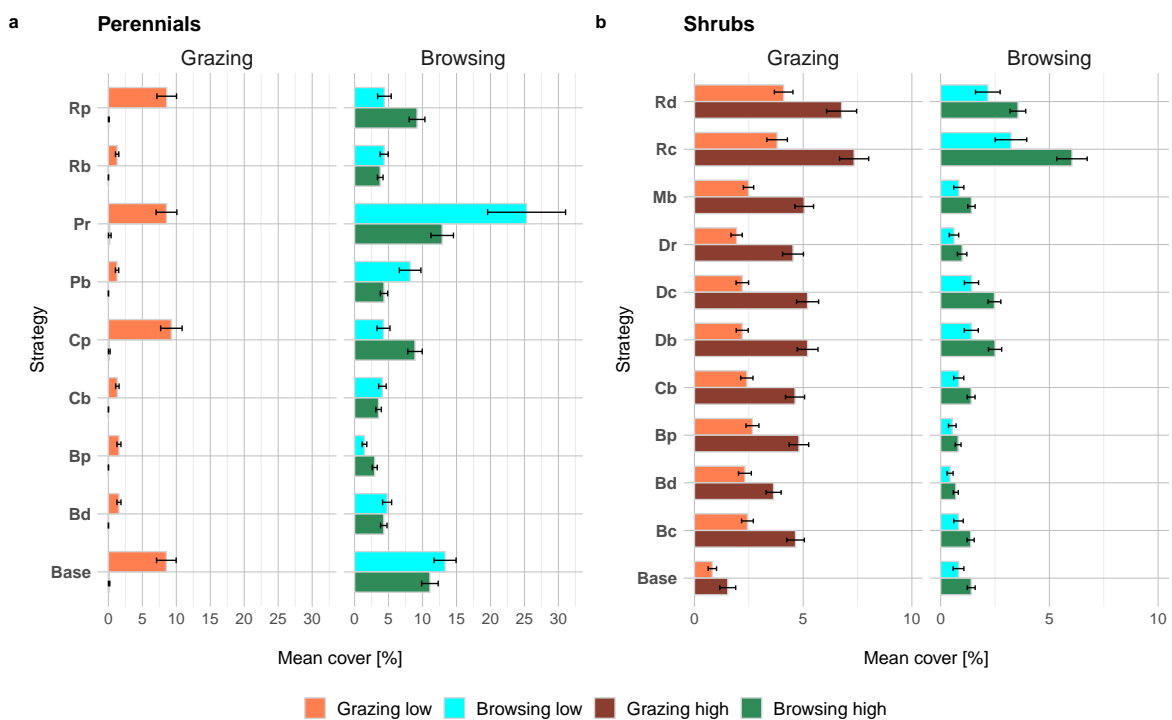 a Perennials
Grazing Browsing
Rp
Rb
Pr
Pb
Cp
Cb
Bp
Bd
Base
Strategy
0 5 10 15 20 25 30 0 5 10 15 20 25 30
Mean cover [%]
b Shrubs
Grazing Browsing
Rd
Rc
Mb
Dr
Dc
Db
Cb
Bp
Bd
Bc
Base
Strategy
0 5 10 0 5 10
Mean cover [%]
Grazing low Browsing low Grazing high Browsing high